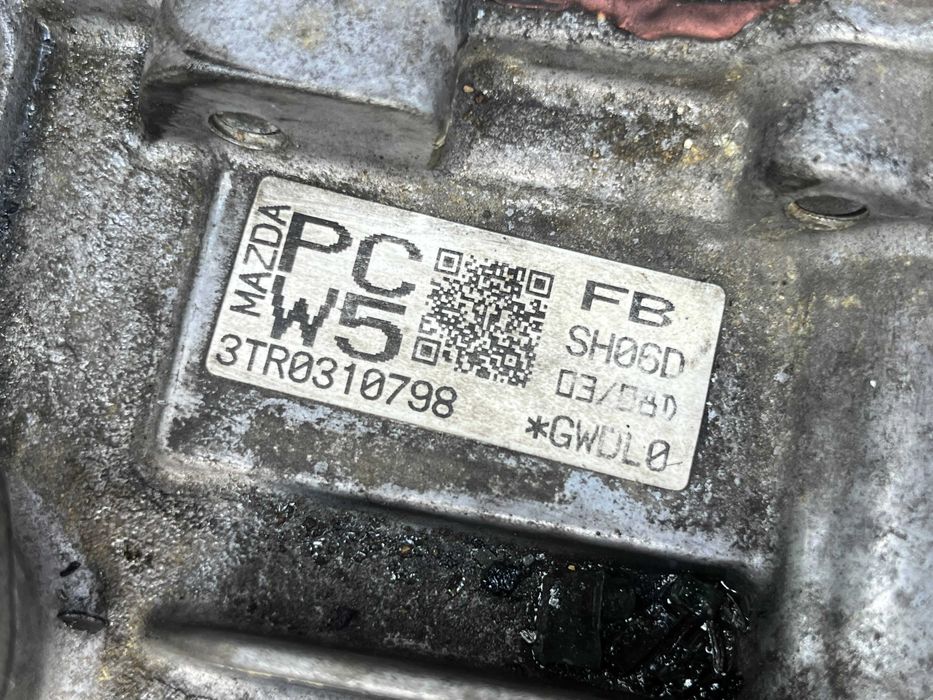 MAZDA
PC
W5
3TR0310798
FB
SH06D
03/08D
*GWDL0